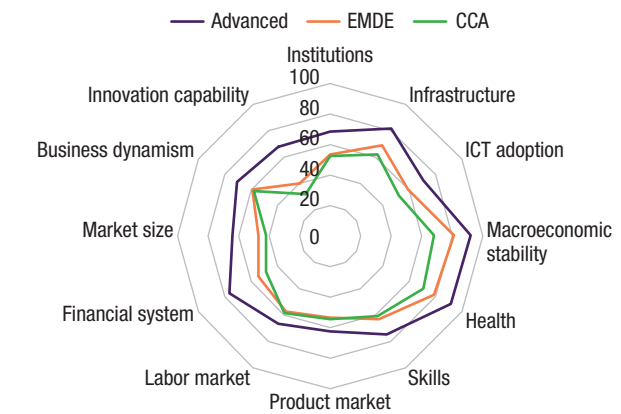 Advanced EMDE CCA
Institutions
100
Innovation capability
Infrastructure
80
60
Business dynamism
ICT adoption
40
20
Market size
0
Macroeconomic
stability
Financial system
Health
Labor market
Skills
Product market